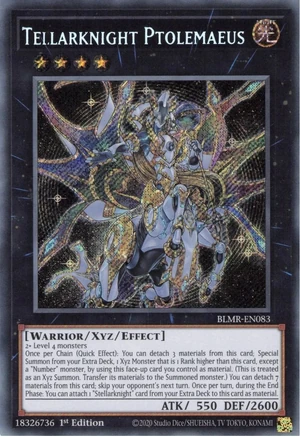 TELLARKNIGHT PTOLEMAEUS
光
BLMR-EN083
[WARRIOR/XYZ/EFFECT]
2+ Level 4 monsters
Once per Chain (Quick Effect): You can detach 3 materials from this card; Special
Summon from your Extra Deck, 1 Xyz Monster that is 1 Rank higher than this card, except
a "Number" monster, by using this face-up card you control as material. (This is treated
as an Xyz Summon. Transfer its materials to the Summoned monster.) You can detach 7
materials from this card; skip your opponent's next turn. Once per turn, during the End
Phase: You can attach 1 "Stellarknight" card from your Extra Deck to this card as material.
ATK/ 550 DEF/2600
18326736 1st Edition
©2020 Studio Dice/SHUEISHA, TV TOKYO, KONAMI